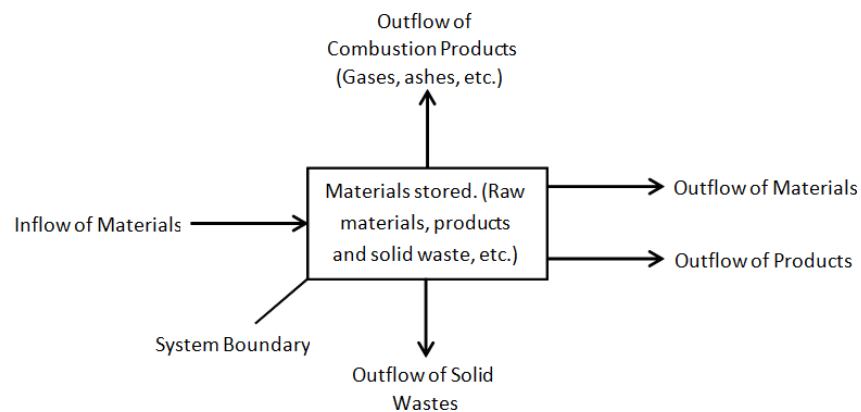 Outflow of
Combustion Products
(Gases, ashes, etc.)
Materials stored. (Raw
materials, products
and solid waste, etc.)
Outflow of Materials
Inflow of Materials
Outflow of Products
System Boundary
Outflow of Solid
Wastes